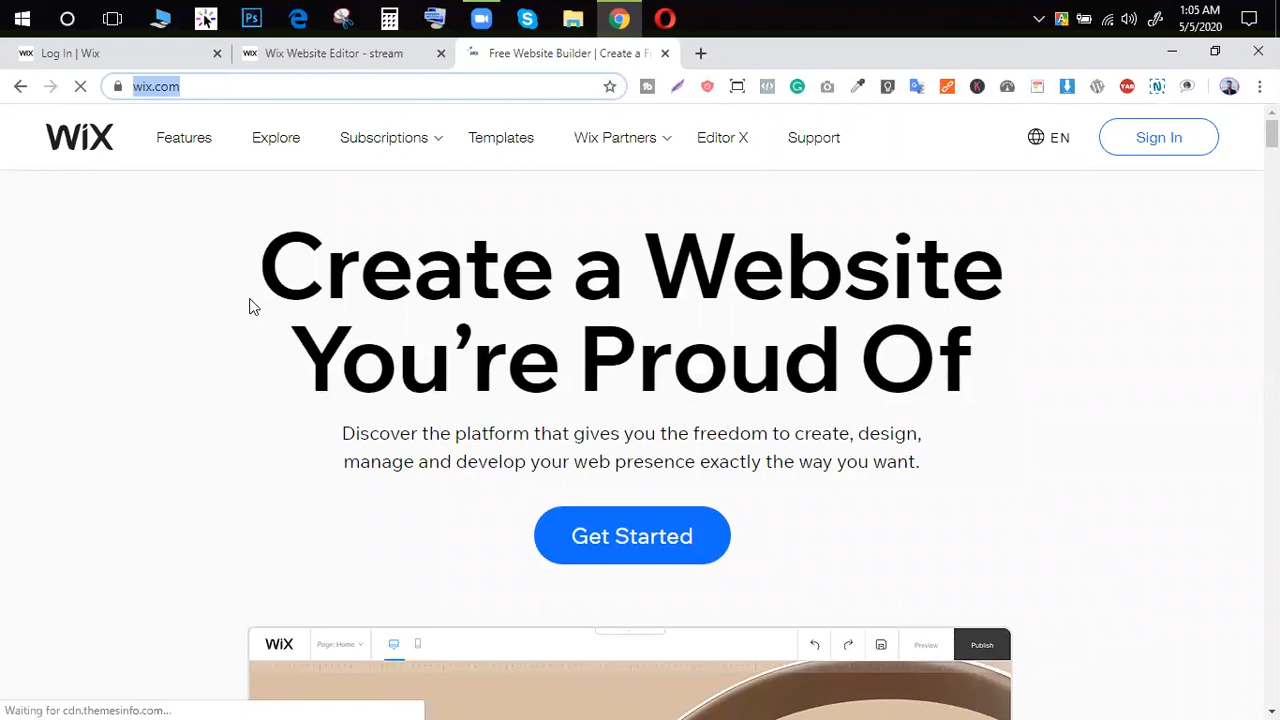 1:05 AM
5/5/2020
Log In | Wix
Wix Website Editor - stream
Free Website Builder | Create a F
wix.com
WiX
Features
Explore
Subscriptions
Templates
Wix Partners
Editor X
Support
EN
Sign In
Create a Website
You’re Proud Of
Discover the platform that gives you the freedom to create, design,
manage and develop your web presence exactly the way you want.
Get Started
WiX
Page: Home
Preview
Publish
Waiting for cdn.themesinfo.com...